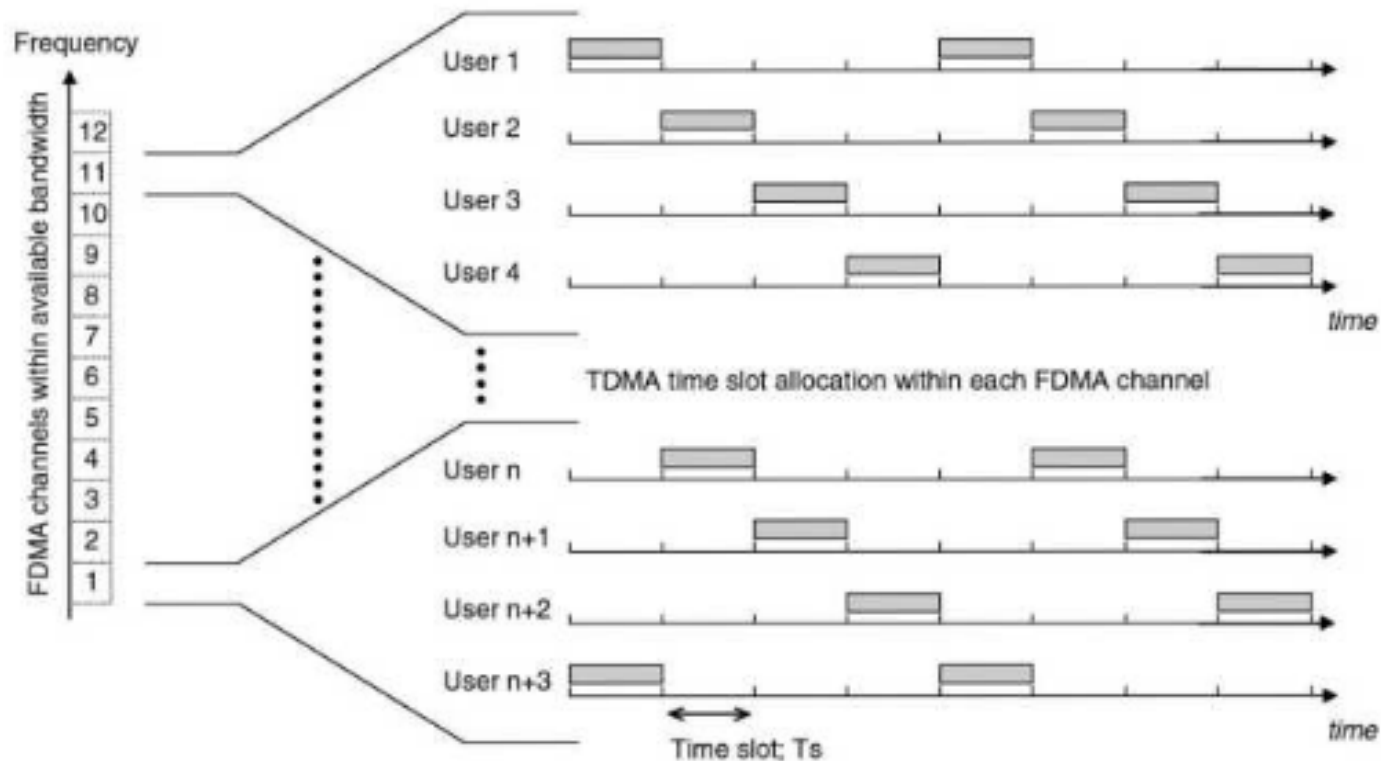 Frequency
FDMA channels within available bandwidth
12
11
10
9
8
7
6
5
4
3
2
1
User 1
User 2
User 3
User 4
time
TDMA time slot allocation within each FDMA channel
User n
User n+1
User n+2
User n+3
time
Time slot; Ts